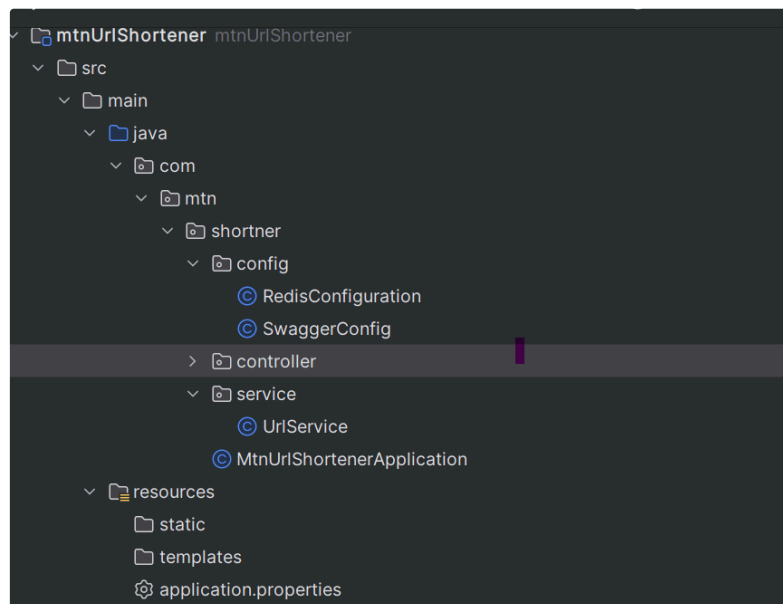 mtnUrlShortener mtnUrlShortener
src
main
java
com
mtn
shortner
config
RedisConfiguration
SwaggerConfig
controller
service
UrlService
MtnUrlShortenerApplication
resources
static
templates
application.properties